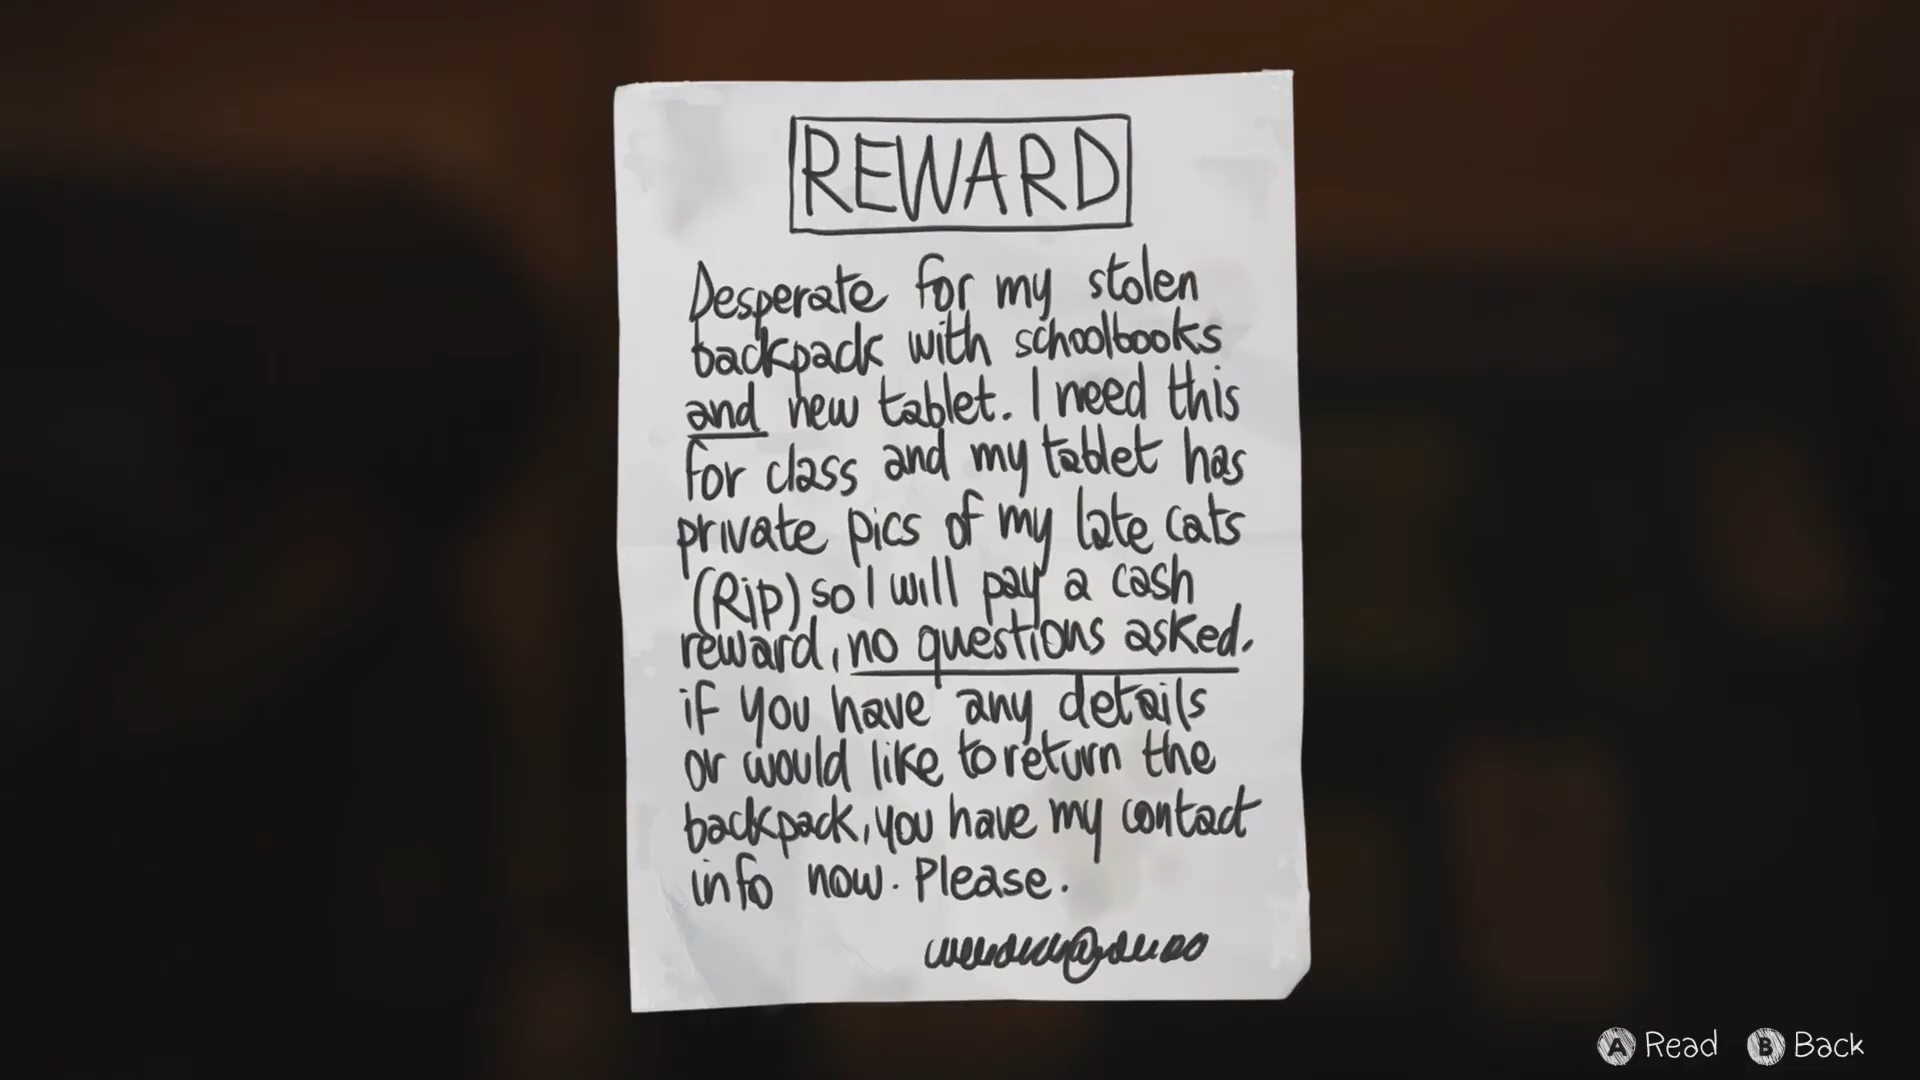 REWARD
Desperate for my stolen
backpack with schoolbooks
and new tablet. I need this
for class and my tablet has
private pics of my late cats
(Rip) so I will pay a cash
reward, no questions asked.
if you have any details
or would like to return the
backpack, you have my contact
info now. Please.
A Read B Back